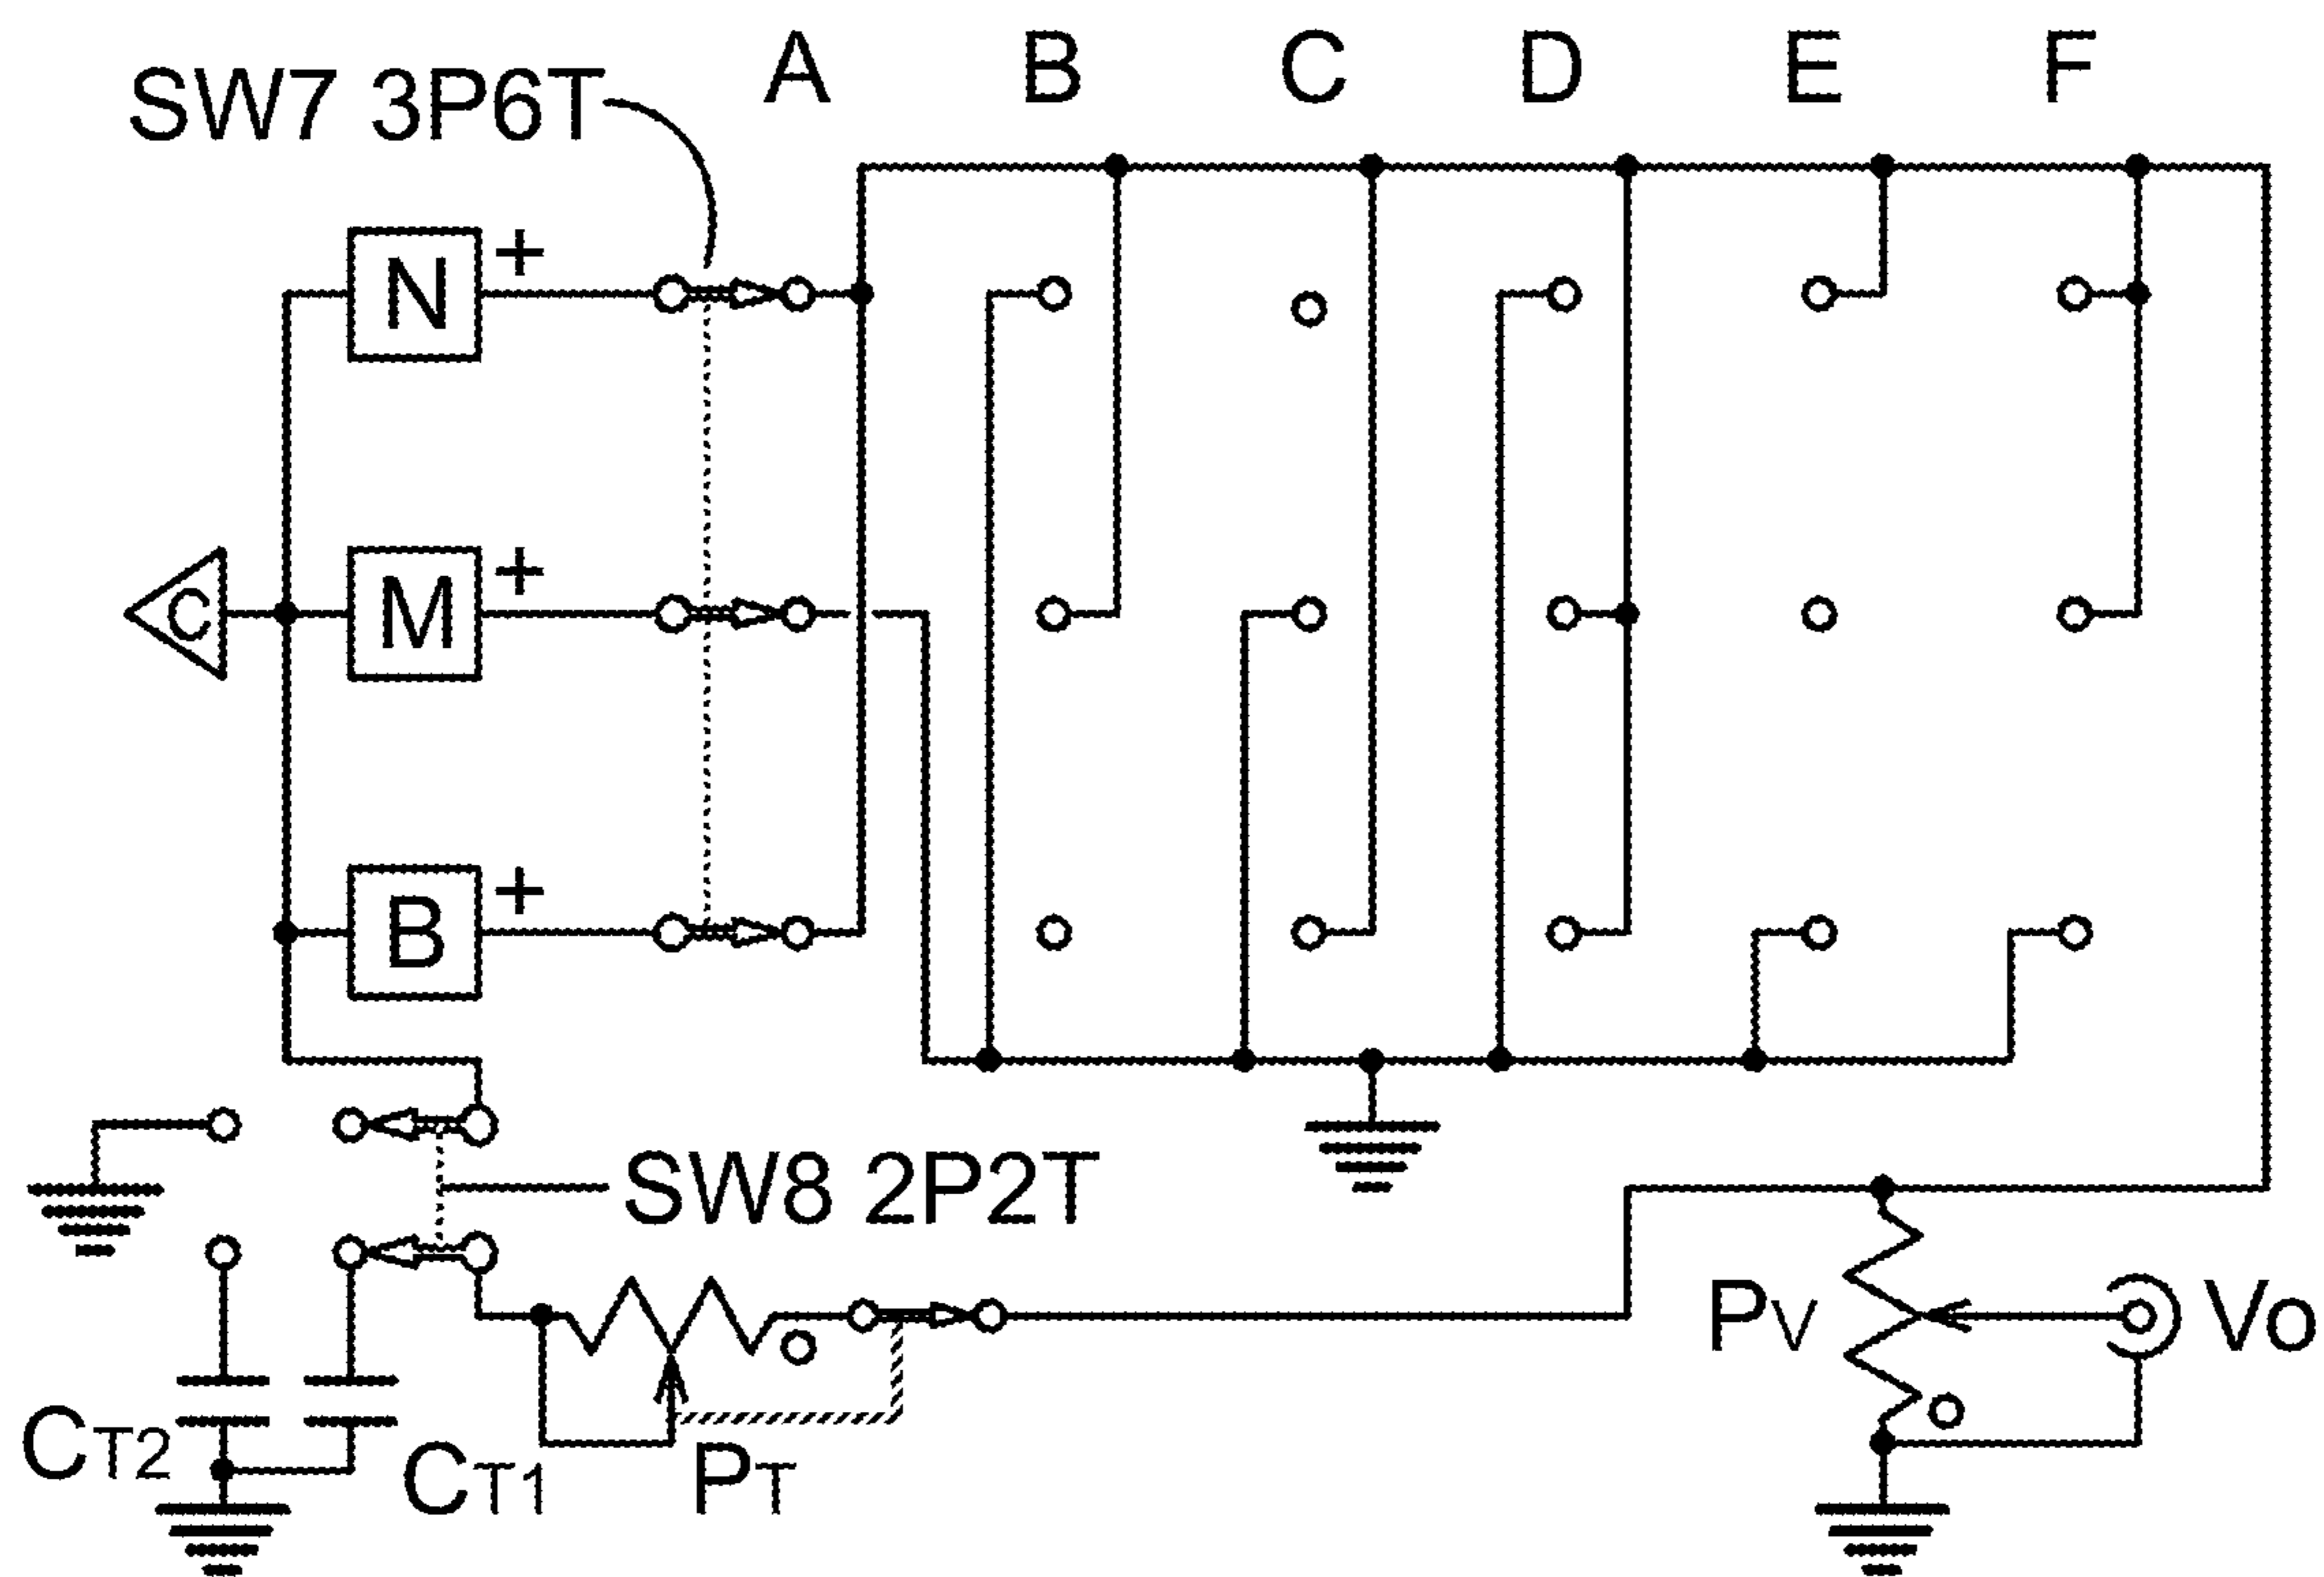 A B C D E F
SW7 3P6T
N +
C M +
B +
SW8 2P2T
PV Vo
CT2 CT1 PT